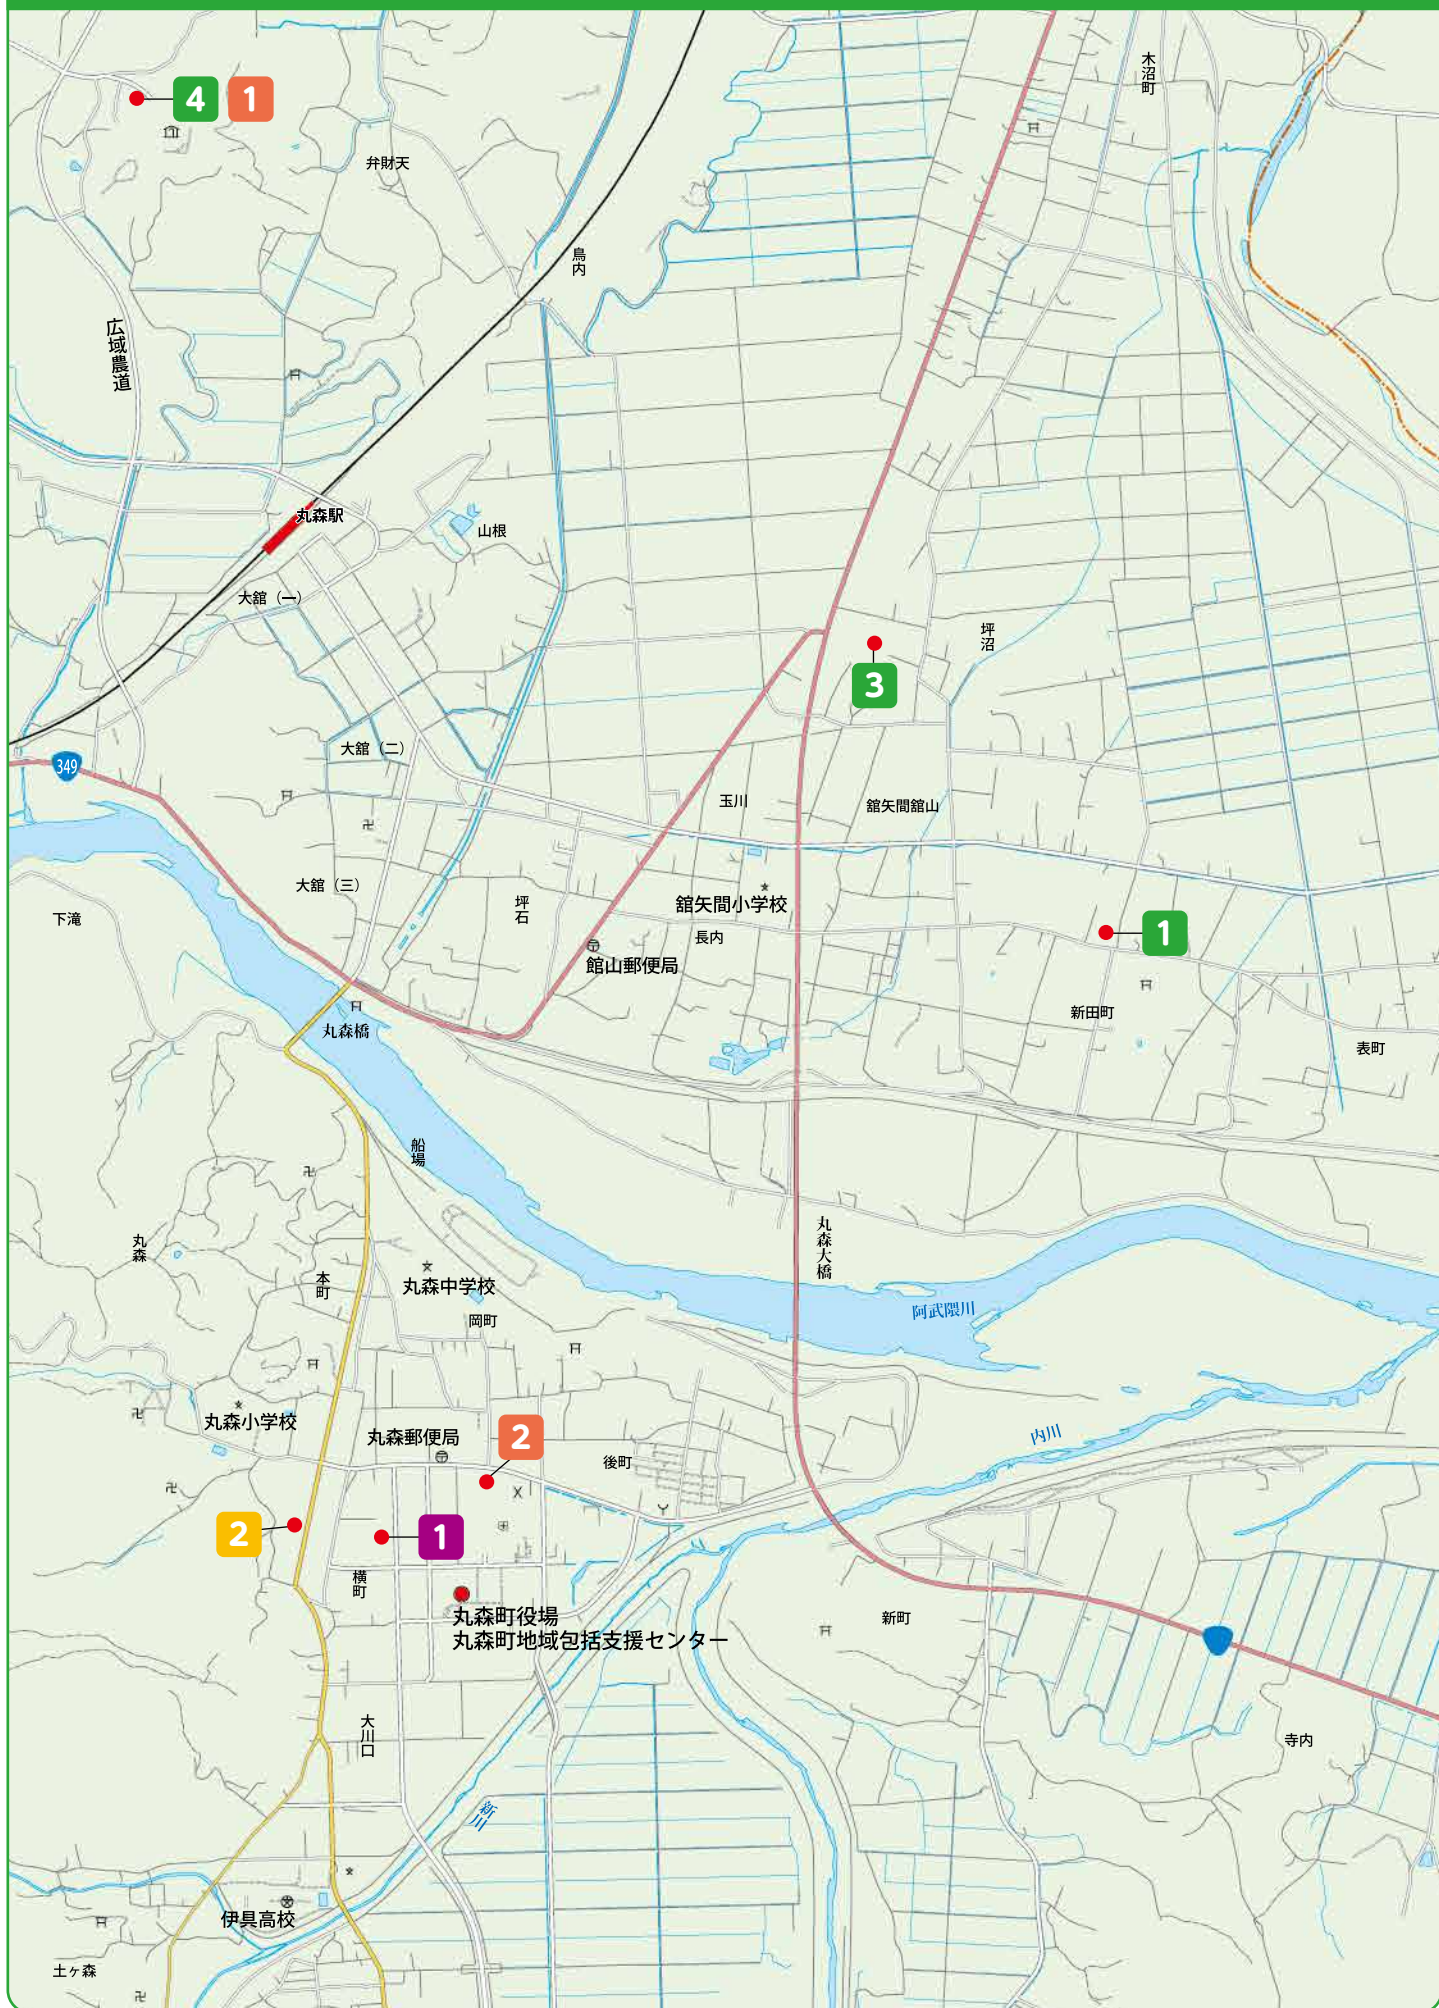 木沼町
4 1
弁財天
鳥内
広域農道
丸森駅
山根
大舘（一）
坪沼
3
大舘（二）
349
玉川
舘矢間舘山
大舘（三）
坪石
舘矢間小学校
下滝
長内
1
館山郵便局
新田町
丸森橋
表町
船場
丸森大橋
丸森
本町
丸森中学校
阿武隈川
岡町
丸森小学校
丸森郵便局
2
内川
後町
2
1
横町
丸森町役場
丸森町地域包括支援センター
新町
大川口
寺内
新川
伊具高校
土ヶ森